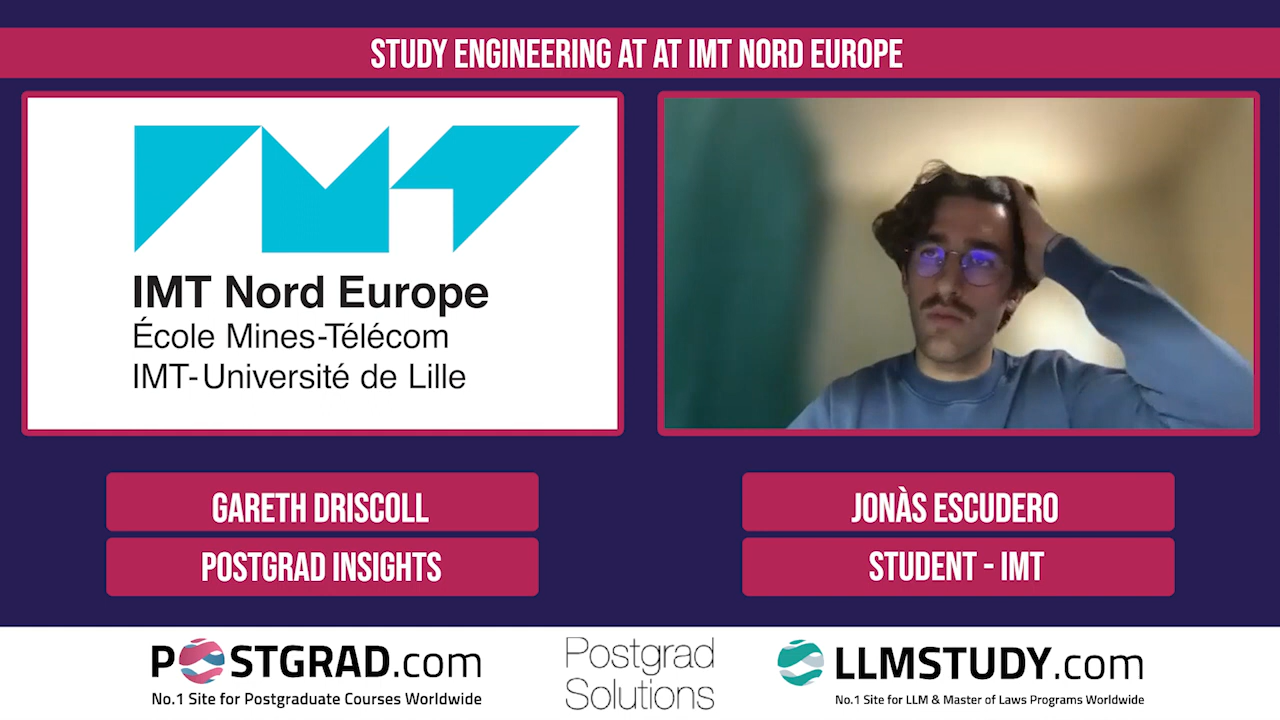 STUDY ENGINEERING AT AT IMT NORD EUROPE
IMT Nord Europe
École Mines-Télécom
IMT-Université de Lille
GARETH DRISCOLL
POSTGRAD INSIGHTS
JONÀS ESCUDERO
STUDENT - IMT
POSTGRAD.com
No.1 Site for Postgraduate Courses Worldwide
Postgrad
Solutions
LLMSTUDY.com
No.1 Site for LLM & Master of Laws Programs Worldwide